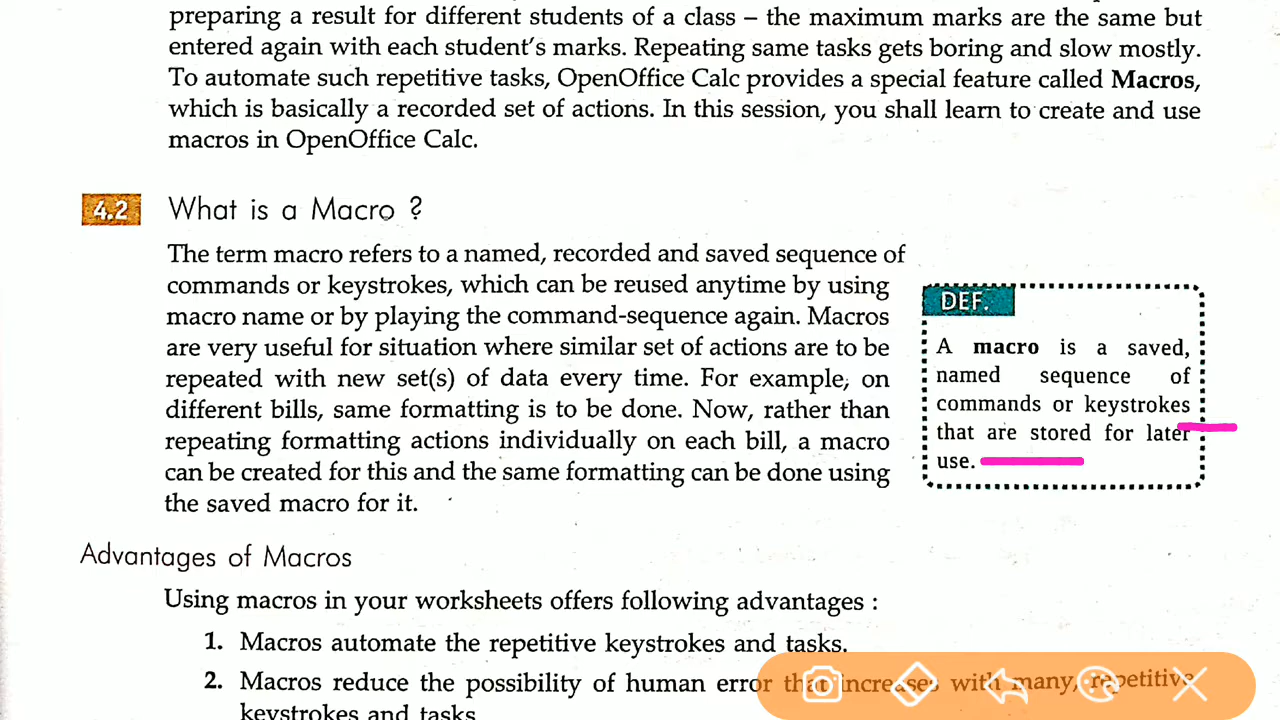 preparing a result for different students of a class – the maximum marks are the same but
entered again with each student's marks. Repeating same tasks gets boring and slow mostly.
To automate such repetitive tasks, OpenOffice Calc provides a special feature called Macros,
which is basically a recorded set of actions. In this session, you shall learn to create and use
macros in OpenOffice Calc.
4.2 What is a Macro ?
The term macro refers to a named, recorded and saved sequence of
commands or keystrokes, which can be reused anytime by using
macro name or by playing the command-sequence again. Macros
are very useful for situation where similar set of actions are to be
repeated with new set(s) of data every time. For example, on
different bills, same formatting is to be done. Now, rather than
repeating formatting actions individually on each bill, a macro
can be created for this and the same formatting can be done using
the saved macro for it.
DEF.
A macro is a saved,
named sequence of
commands or keystrokes
that are stored for later
use.
Advantages of Macros
Using macros in your worksheets offers following advantages :
1. Macros automate the repetitive keystrokes and tasks.
2. Macros reduce the possibility of human error that increases with many, repetitive
keystrokes and tasks